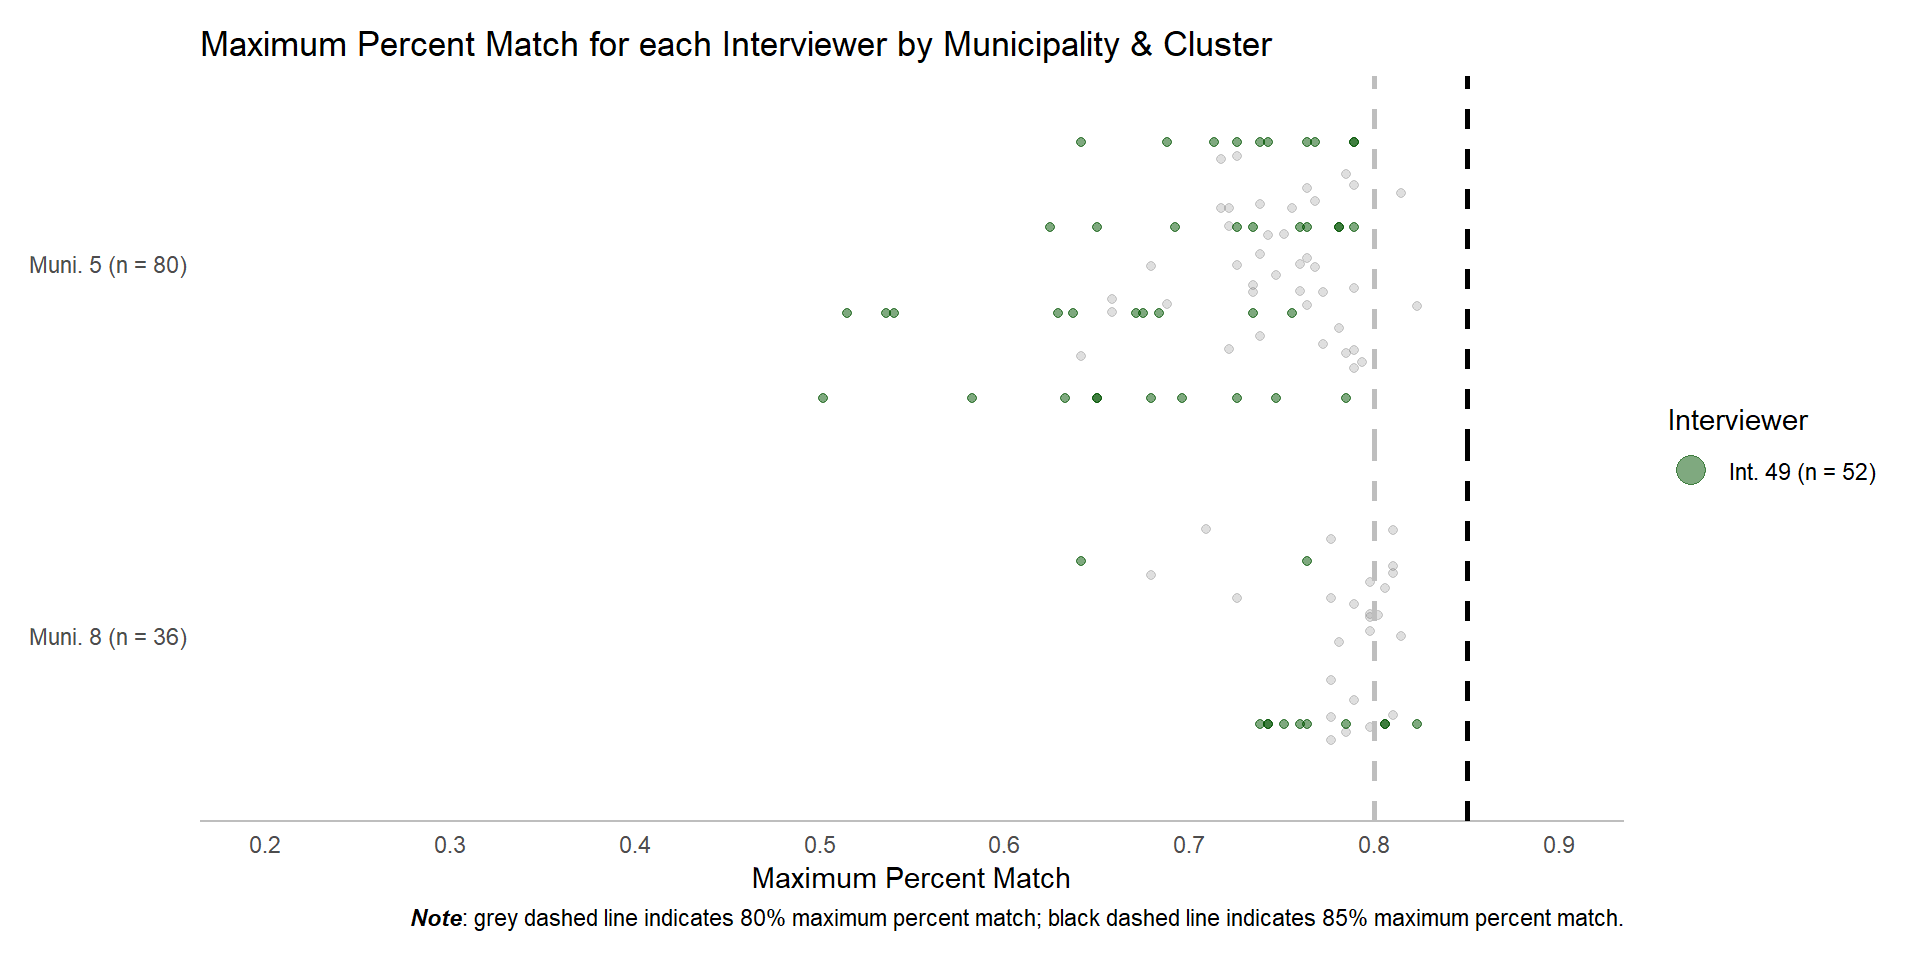 Maximum Percent Match for each Interviewer by Municipality & Cluster
Muni. 5 (n = 80)
Muni. 8 (n = 36)
Interviewer
Int. 49 (n = 52)
0.2 0.3 0.4 0.5 0.6 0.7 0.8 0.9
Maximum Percent Match
Note: grey dashed line indicates 80% maximum percent match; black dashed line indicates 85% maximum percent match.